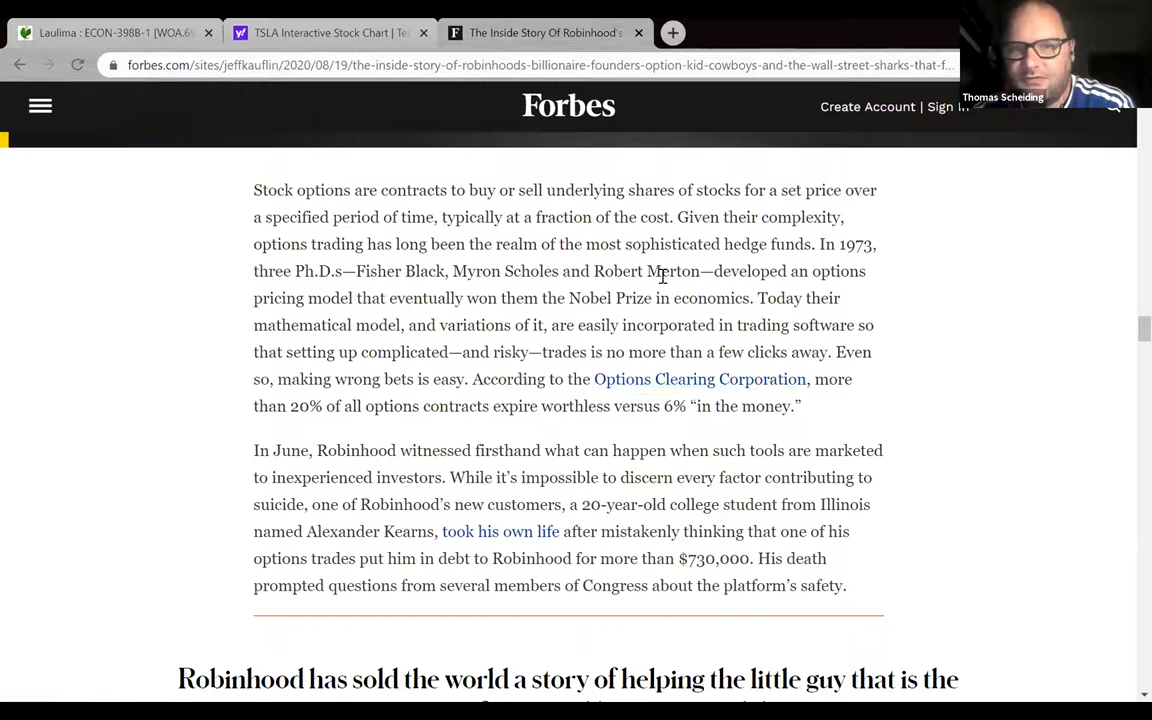 Laulima : ECON-398B-1 [WOA.69
TSLA Interactive Stock Chart | Te
The Inside Story Of Robinhood's
forbes.com/sites/jeffkauflin/2020/08/19/the-inside-story-of-robinhoods-billionaire-founders-option-kid-cowboys-and-the-wall-street-sharks-that-f...
Thomas Scheiding
Forbes
Create Account | Sign In
Stock options are contracts to buy or sell underlying shares of stocks for a set price over
a specified period of time, typically at a fraction of the cost. Given their complexity,
options trading has long been the realm of the most sophisticated hedge funds. In 1973,
three Ph.D.s—Fisher Black, Myron Scholes and Robert Merton—developed an options
pricing model that eventually won them the Nobel Prize in economics. Today their
mathematical model, and variations of it, are easily incorporated in trading software so
that setting up complicated—and risky—trades is no more than a few clicks away. Even
so, making wrong bets is easy. According to the Options Clearing Corporation, more
than 20% of all options contracts expire worthless versus 6% “in the money.”
In June, Robinhood witnessed firsthand what can happen when such tools are marketed
to inexperienced investors. While it’s impossible to discern every factor contributing to
suicide, one of Robinhood’s new customers, a 20-year-old college student from Illinois
named Alexander Kearns, took his own life after mistakenly thinking that one of his
options trades put him in debt to Robinhood for more than $730,000. His death
prompted questions from several members of Congress about the platform’s safety.
Robinhood has sold the world a story of helping the little guy that is the